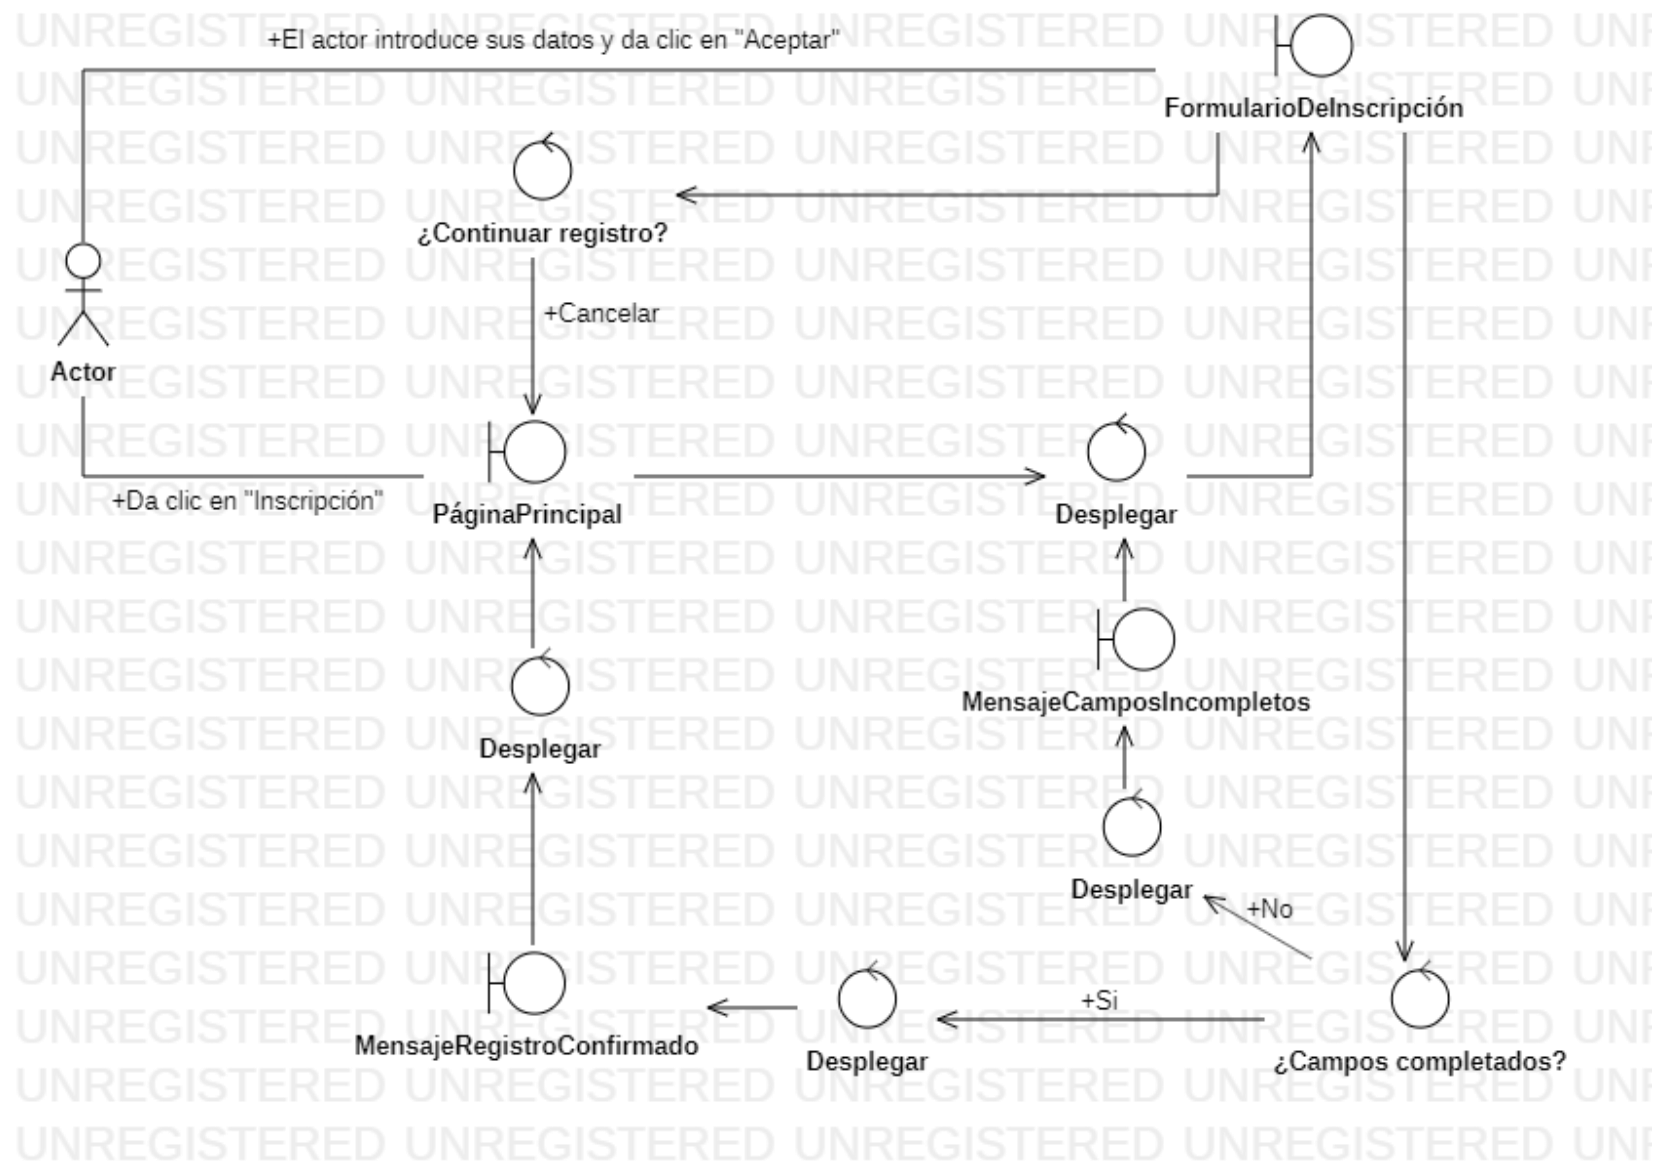 +El actor introduce sus datos y da clic en "Aceptar"
FormularioDeInscripción
¿Continuar registro?
+Cancelar
Actor
+Da clic en "Inscripción"
PáginaPrincipal
Desplegar
MensajeCamposIncompletos
Desplegar
Desplegar
+No
+Si
MensajeRegistroConfirmado
Desplegar
¿Campos completados?
UNREGISTERED